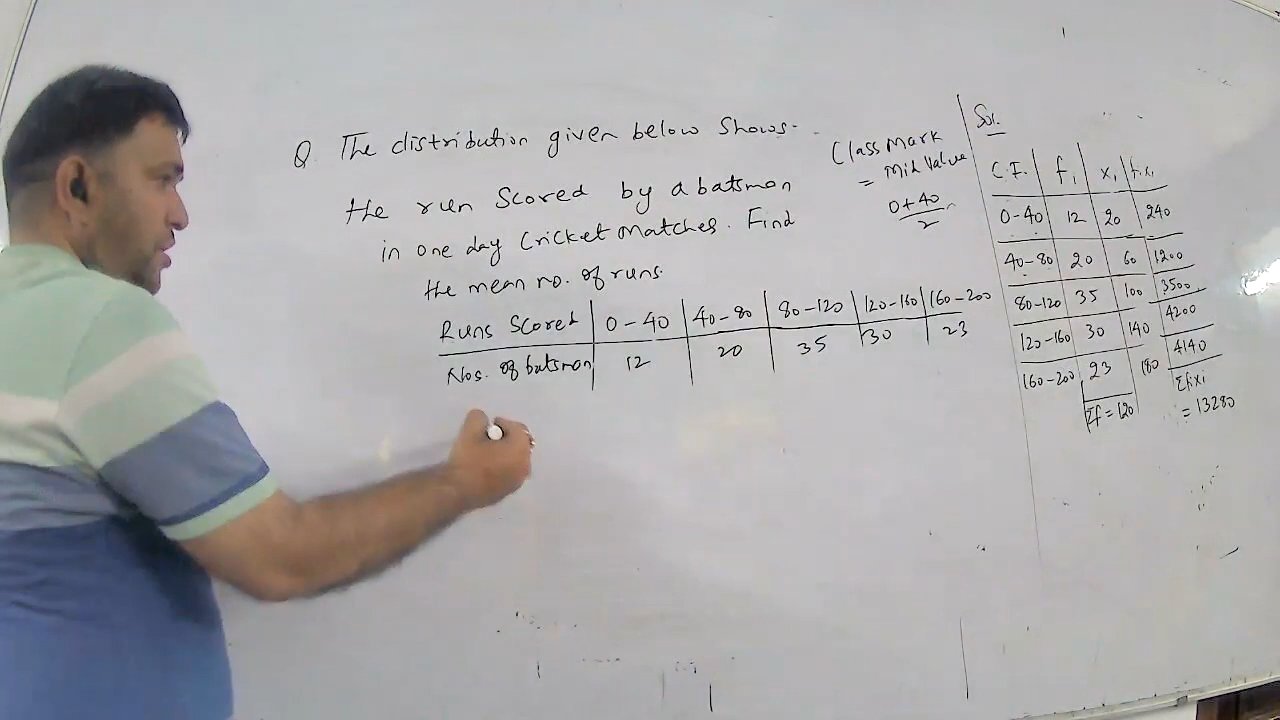 Q. The distribution given below shows
the run Scored by a batsman
in one day Cricket matches. Find
the mean no. of runs.
Runs Scored 0-40 40-80 80-120 120-160 160-200
Nos. of batsman 12 20 35 30 23
Class Mark
= Mid Value
0+40
2
Sol.
C.I. fi xi fixi
0-40 12 20 240
40-80 20 60 1200
80-120 35 100 3500
120-160 30 140 4200
160-200 23 180 4140
Σf = 120 Σfixi
= 13280